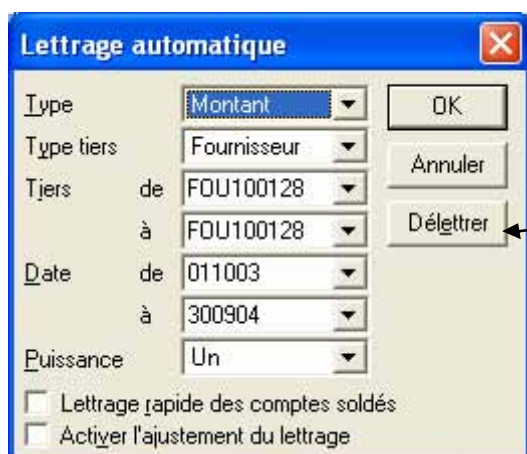 Lettrage automatique
Type Montant OK
Type tiers Fournisseur
Annuler
Tiers de FOU100128
à FOU100128 Délettrer
Date de 011003
à 300904
Puissance Un
Lettrage rapide des comptes soldés
Activer l'ajustement du lettrage